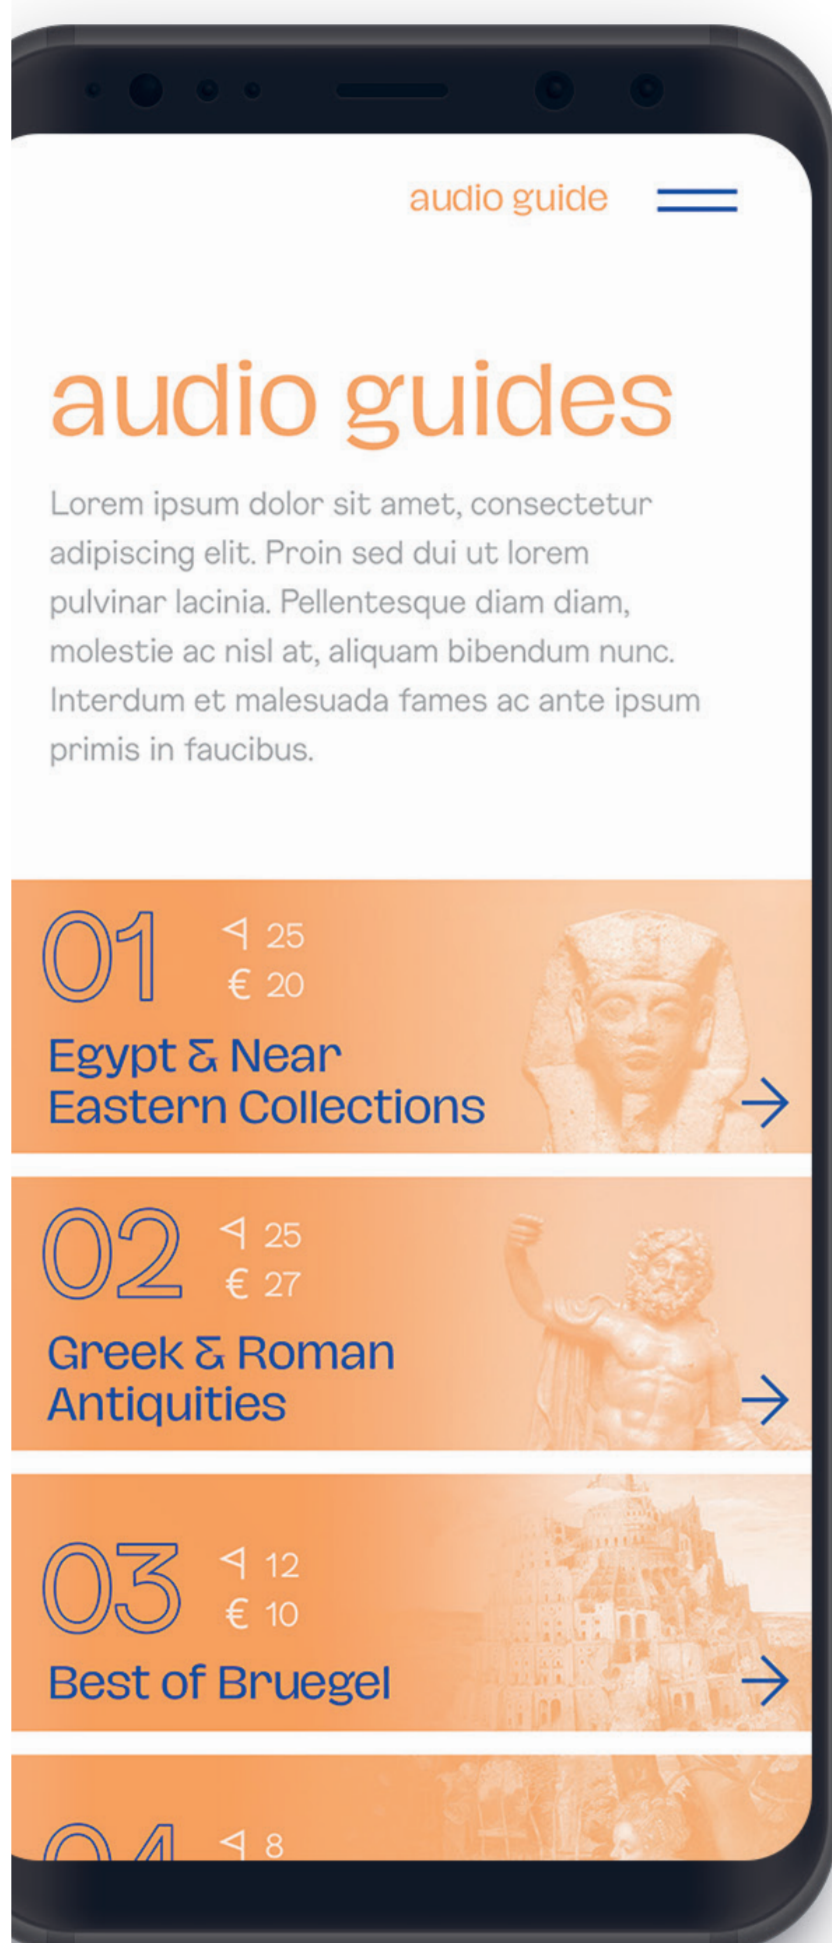 audio guide
audio guides
Lorem ipsum dolor sit amet, consectetur
adipiscing elit. Proin sed dui ut lorem
pulvinar lacinia. Pellentesque diam diam,
molestie ac nisl at, aliquam bibendum nunc.
Interdum et malesuada fames ac ante ipsum
primis in faucibus.
01
25
€ 20
Egypt & Near
Eastern Collections
02
25
€ 27
Greek & Roman
Antiquities
03
12
€ 10
Best of Bruegel
04
8